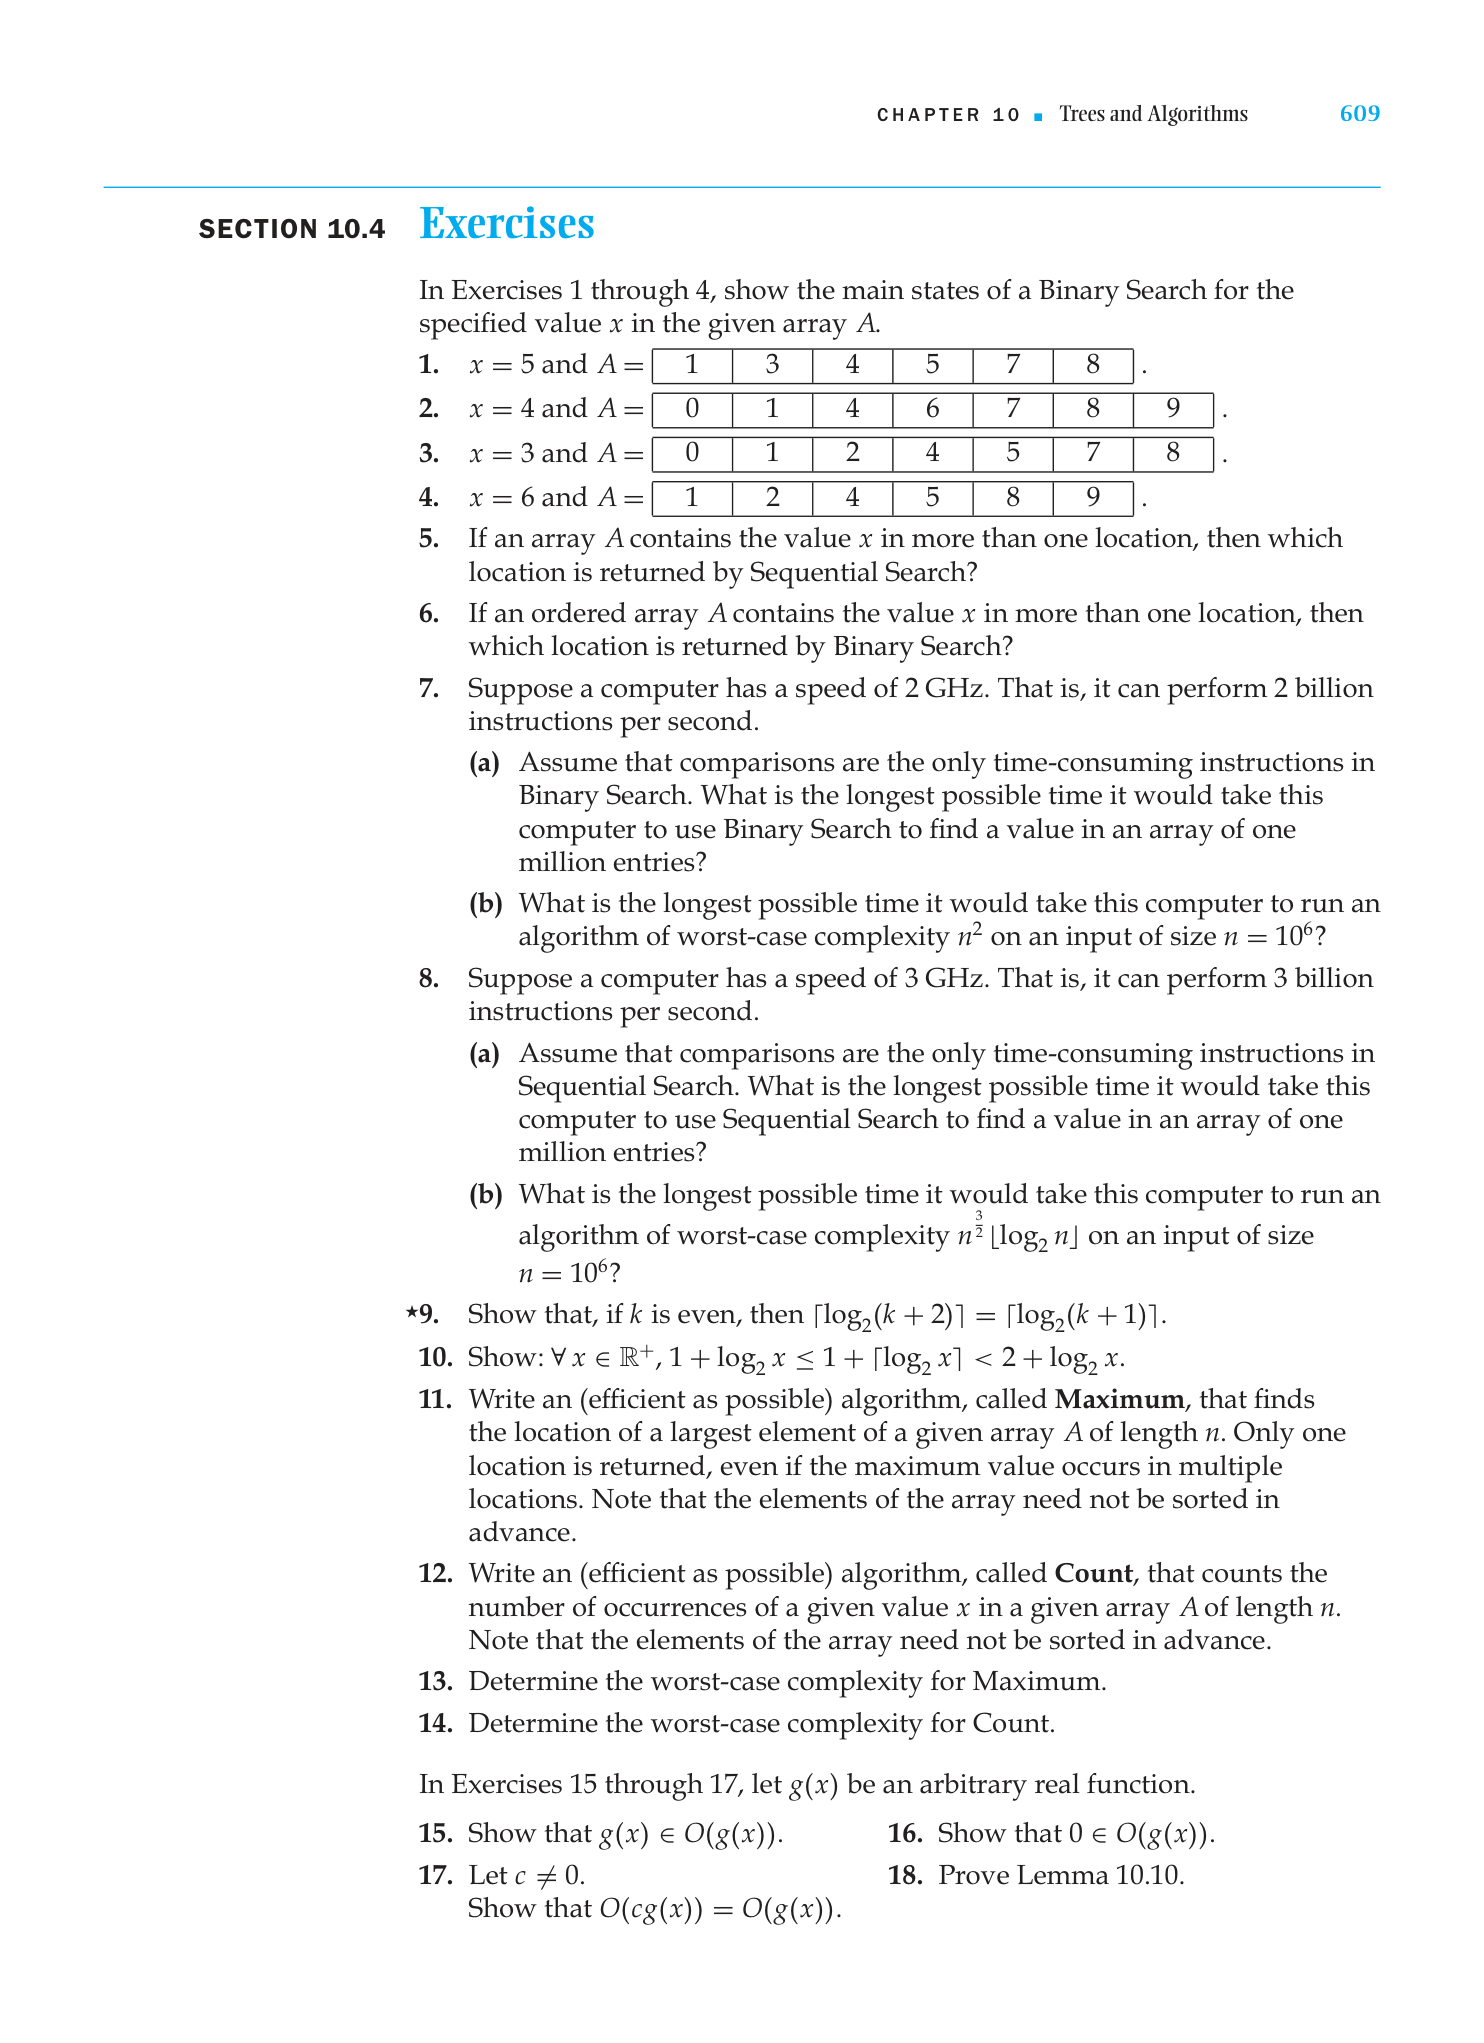 CHAPTER 10 ■ Trees and Algorithms 609
SECTION 10.4 Exercises
In Exercises 1 through 4, show the main states of a Binary Search for the
specified value x in the given array A.
1. x = 5 and A = 1 3 4 5 7 8 .
2. x = 4 and A = 0 1 4 6 7 8 9 .
3. x = 3 and A = 0 1 2 4 5 7 8 .
4. x = 6 and A = 1 2 4 5 8 9 .
5. If an array A contains the value x in more than one location, then which
location is returned by Sequential Search?
6. If an ordered array A contains the value x in more than one location, then
which location is returned by Binary Search?
7. Suppose a computer has a speed of 2 GHz. That is, it can perform 2 billion
instructions per second.
(a) Assume that comparisons are the only time-consuming instructions in
Binary Search. What is the longest possible time it would take this
computer to use Binary Search to find a value in an array of one
million entries?
(b) What is the longest possible time it would take this computer to run an
algorithm of worst-case complexity n² on an input of size n = 10⁶?
8. Suppose a computer has a speed of 3 GHz. That is, it can perform 3 billion
instructions per second.
(a) Assume that comparisons are the only time-consuming instructions in
Sequential Search. What is the longest possible time it would take this
computer to use Sequential Search to find a value in an array of one
million entries?
(b) What is the longest possible time it would take this computer to run an
algorithm of worst-case complexity n^(3/2) ⌊log₂ n⌋ on an input of size
n = 10⁶?
★9. Show that, if k is even, then ⌈log₂(k + 2)⌉ = ⌈log₂(k + 1)⌉.
10. Show: ∀ x ∈ ℝ⁺, 1 + log₂ x ≤ 1 + ⌈log₂ x⌉ < 2 + log₂ x.
11. Write an (efficient as possible) algorithm, called Maximum, that finds
the location of a largest element of a given array A of length n. Only one
location is returned, even if the maximum value occurs in multiple
locations. Note that the elements of the array need not be sorted in
advance.
12. Write an (efficient as possible) algorithm, called Count, that counts the
number of occurrences of a given value x in a given array A of length n.
Note that the elements of the array need not be sorted in advance.
13. Determine the worst-case complexity for Maximum.
14. Determine the worst-case complexity for Count.
In Exercises 15 through 17, let g(x) be an arbitrary real function.
15. Show that g(x) ∈ O(g(x)). 16. Show that 0 ∈ O(g(x)).
17. Let c ≠ 0. 18. Prove Lemma 10.10.
Show that O(cg(x)) = O(g(x)).